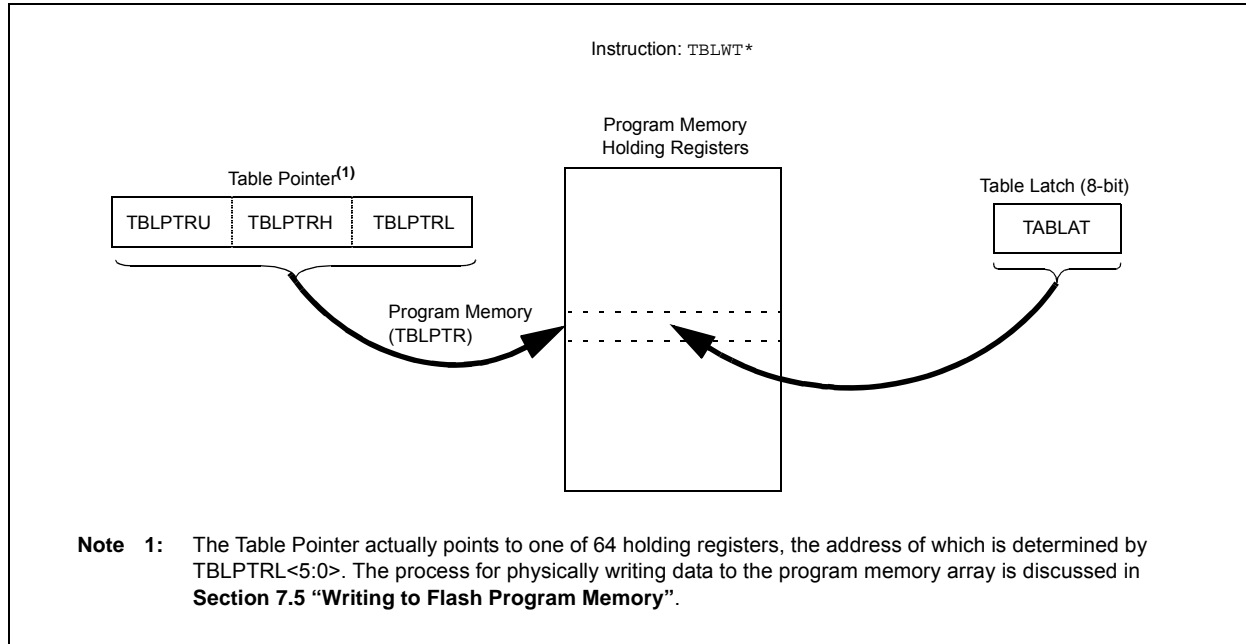 Instruction: TBLWT*
Program Memory
Holding Registers
Table Pointer(1)
Table Latch (8-bit)
TBLPTRU TBLPTRH TBLPTRL
TABLAT
Program Memory
(TBLPTR)
Note 1: The Table Pointer actually points to one of 64 holding registers, the address of which is determined by
TBLPTRL<5:0>. The process for physically writing data to the program memory array is discussed in
Section 7.5 “Writing to Flash Program Memory”.